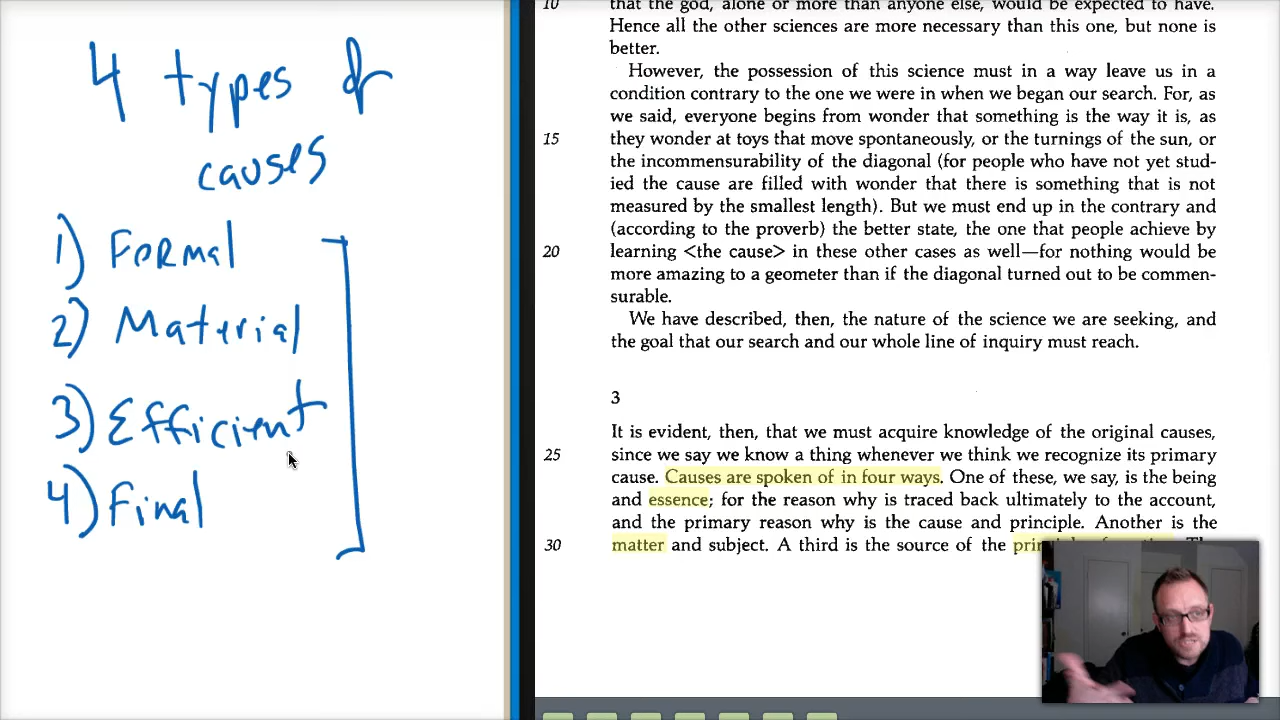 4 types of
causes
1) Formal
2) Material
3) Efficient
4) Final
10
that the god, alone or more than anyone else, would be expected to have.
Hence all the other sciences are more necessary than this one, but none is
better.
However, the possession of this science must in a way leave us in a
condition contrary to the one we were in when we began our search. For, as
we said, everyone begins from wonder that something is the way it is, as
15 they wonder at toys that move spontaneously, or the turnings of the sun, or
the incommensurability of the diagonal (for people who have not yet stud-
ied the cause are filled with wonder that there is something that is not
measured by the smallest length). But we must end up in the contrary and
(according to the proverb) the better state, the one that people achieve by
20 learning <the cause> in these other cases as well—for nothing would be
more amazing to a geometer than if the diagonal turned out to be commen-
surable.
We have described, then, the nature of the science we are seeking, and
the goal that our search and our whole line of inquiry must reach.
3
It is evident, then, that we must acquire knowledge of the original causes,
25 since we say we know a thing whenever we think we recognize its primary
cause. Causes are spoken of in four ways. One of these, we say, is the being
and essence; for the reason why is traced back ultimately to the account,
and the primary reason why is the cause and principle. Another is the
30 matter and subject. A third is the source of the